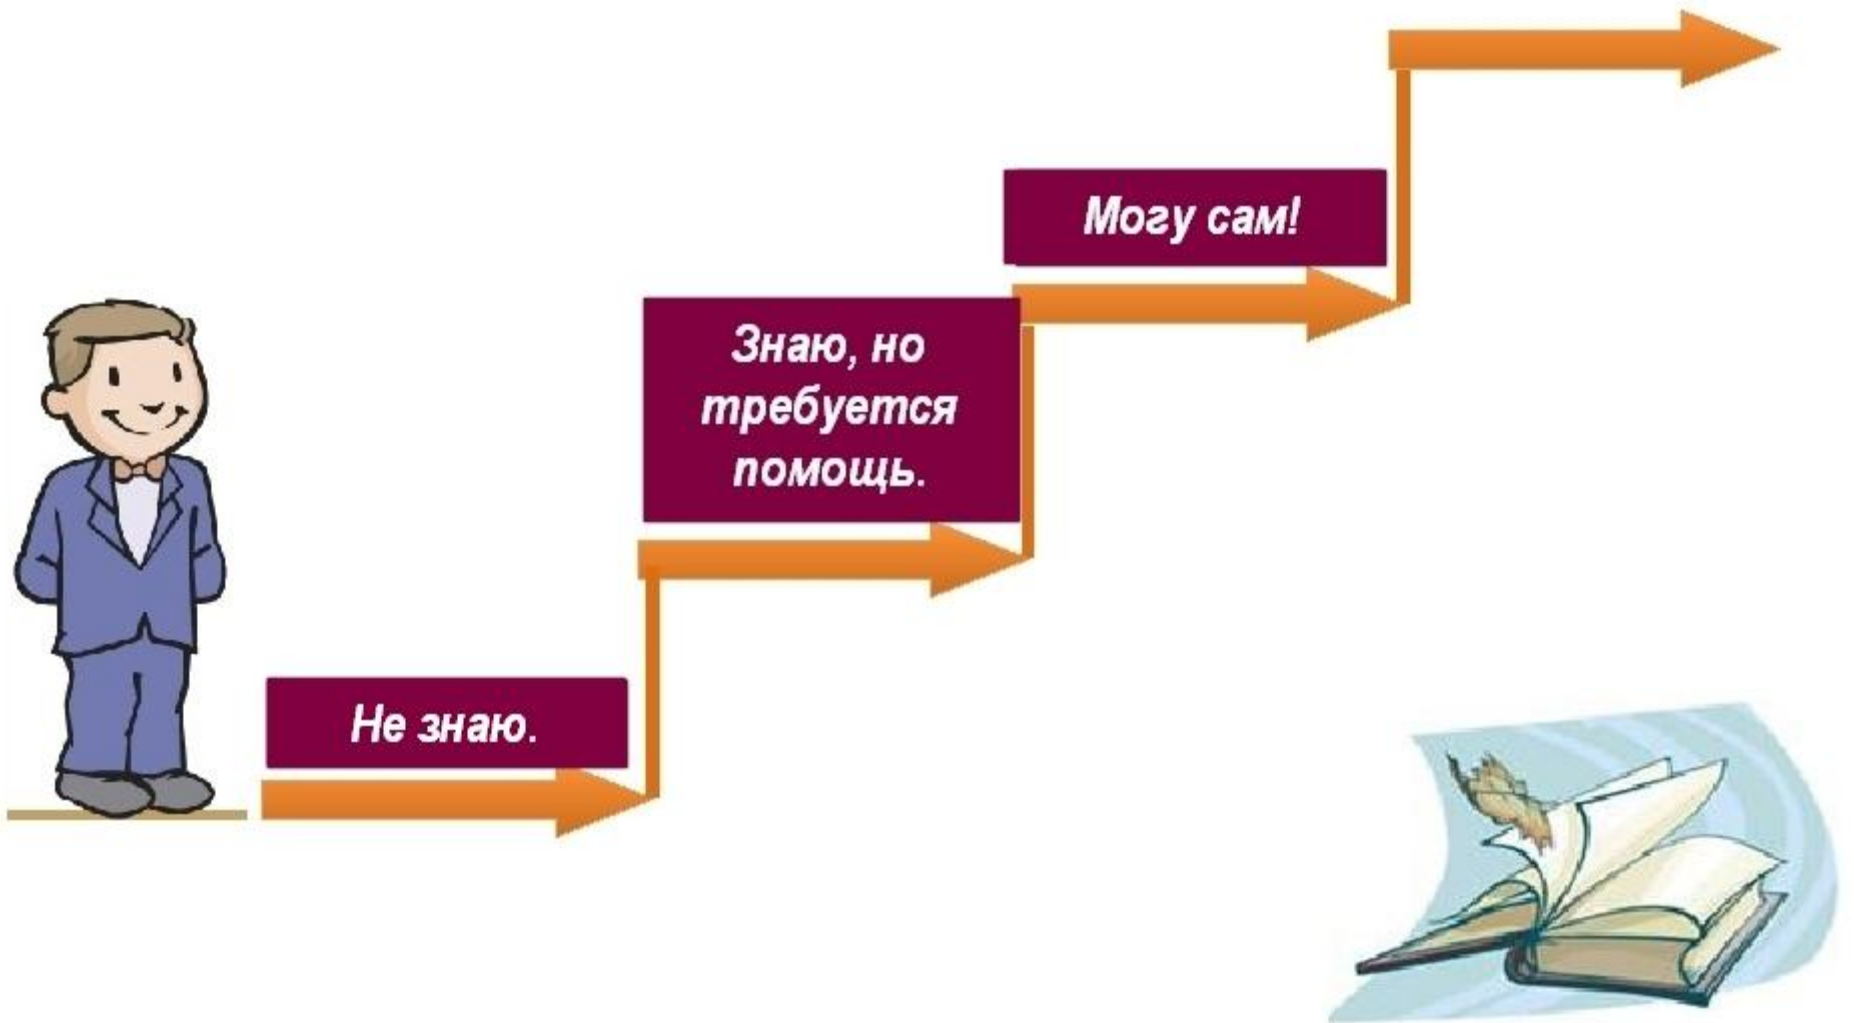 Могу сам!
Знаю, но
требуется
помощь.
Не знаю.